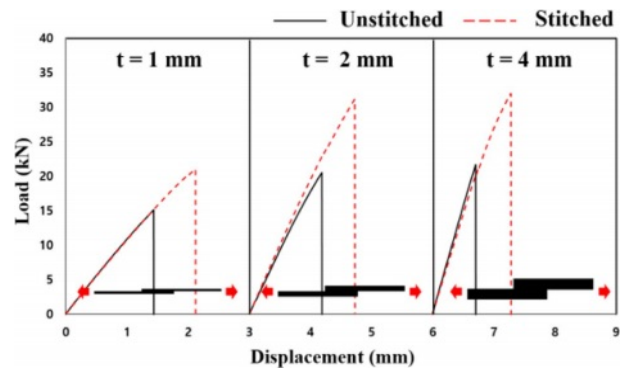 Unstitched Stitched
40
35
30
25
20
15
10
5
0
Load (kN)
t = 1 mm t = 2 mm t = 4 mm
0 1 2 3 4 5 6 7 8 9
Displacement (mm)